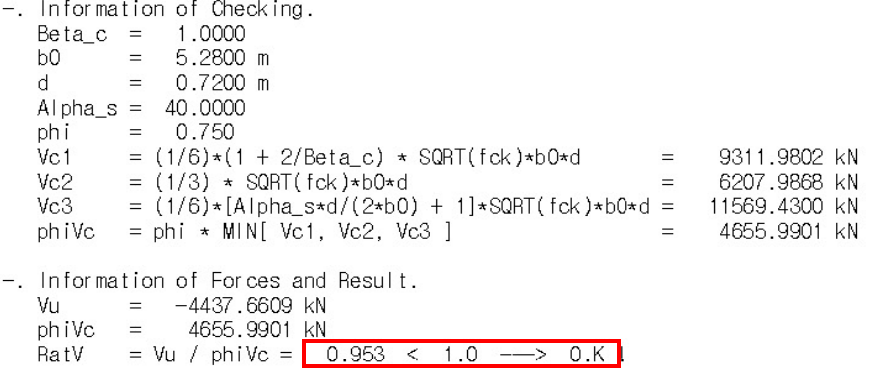 -. Information of Checking.
Beta_c = 1.0000
b0 = 5.2800 m
d = 0.7200 m
Alpha_s = 40.0000
phi = 0.750
Vc1 = (1/6)*(1 + 2/Beta_c) * SQRT(fck)*b0*d = 9311.9802 kN
Vc2 = (1/3) * SQRT(fck)*b0*d = 6207.9868 kN
Vc3 = (1/6)*[Alpha_s*d/(2*b0) + 1]*SQRT(fck)*b0*d = 11569.4300 kN
phiVc = phi * MIN[ Vc1, Vc2, Vc3 ] = 4655.9901 kN
-. Information of Forces and Result.
Vu = -4437.6609 kN
phiVc = 4655.9901 kN
RatV = Vu / phiVc = 0.953 < 1.0 ---> O.K